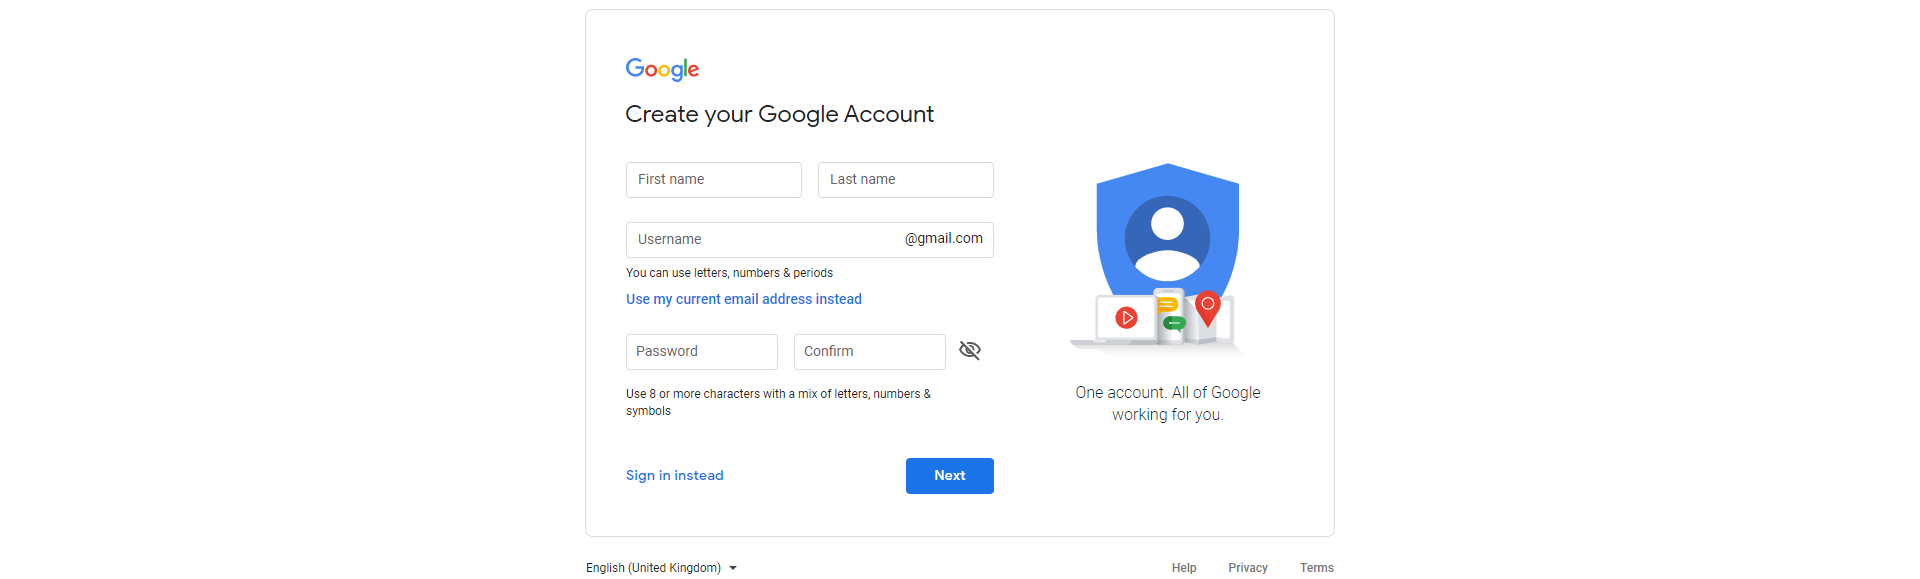 Google
Create your Google Account
First name
Last name
Username
@gmail.com
You can use letters, numbers & periods
Use my current email address instead
Password
Confirm
Use 8 or more characters with a mix of letters, numbers &
symbols
Sign in instead
Next
One account. All of Google
working for you.
English (United Kingdom)
Help
Privacy
Terms